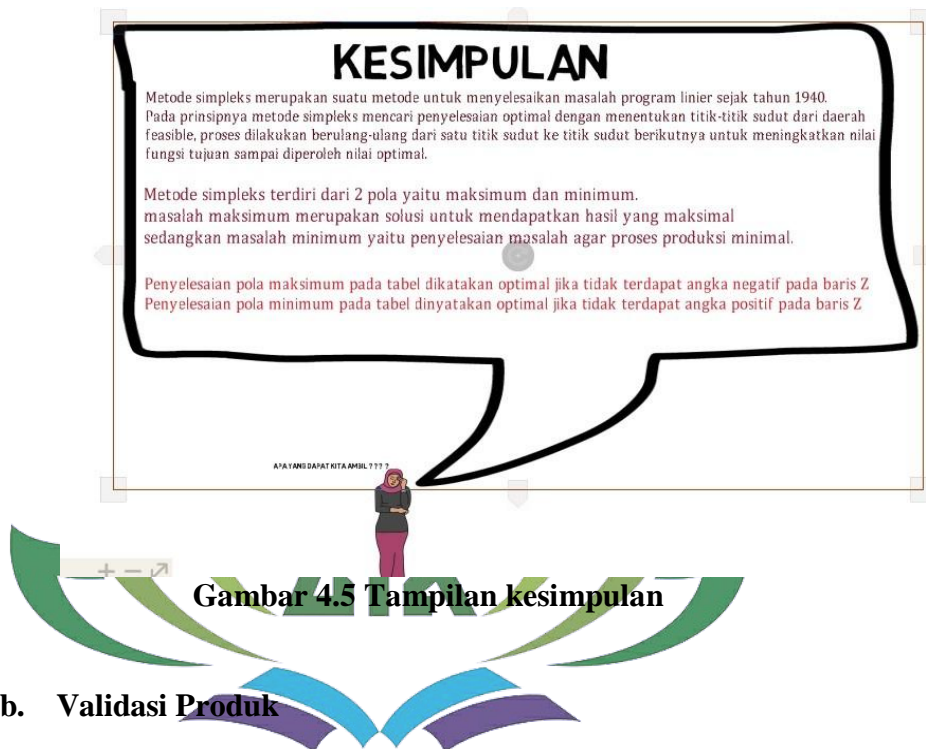 KESIMPULAN
Metode simpleks merupakan suatu metode untuk menyelesaikan masalah program linier sejak tahun 1940.
Pada prinsipnya metode simpleks mencari penyelesaian optimal dengan menentukan titik-titik sudut dari daerah
feasible, proses dilakukan berulang-ulang dari satu titik sudut ke titik sudut berikutnya untuk meningkatkan nilai
fungsi tujuan sampai diperoleh nilai optimal.
Metode simpleks terdiri dari 2 pola yaitu maksimum dan minimum.
masalah maksimum merupakan solusi untuk mendapatkan hasil yang maksimal
sedangkan masalah minimum yaitu penyelesaian masalah agar proses produksi minimal.
Penyelesaian pola maksimum pada tabel dikatakan optimal jika tidak terdapat angka negatif pada baris Z
Penyelesaian pola minimum pada tabel dinyatakan optimal jika tidak terdapat angka positif pada baris Z
APA YANG DAPAT KITA AMBIL ? ? ? ?
Gambar 4.5 Tampilan kesimpulan
b. Validasi Produk